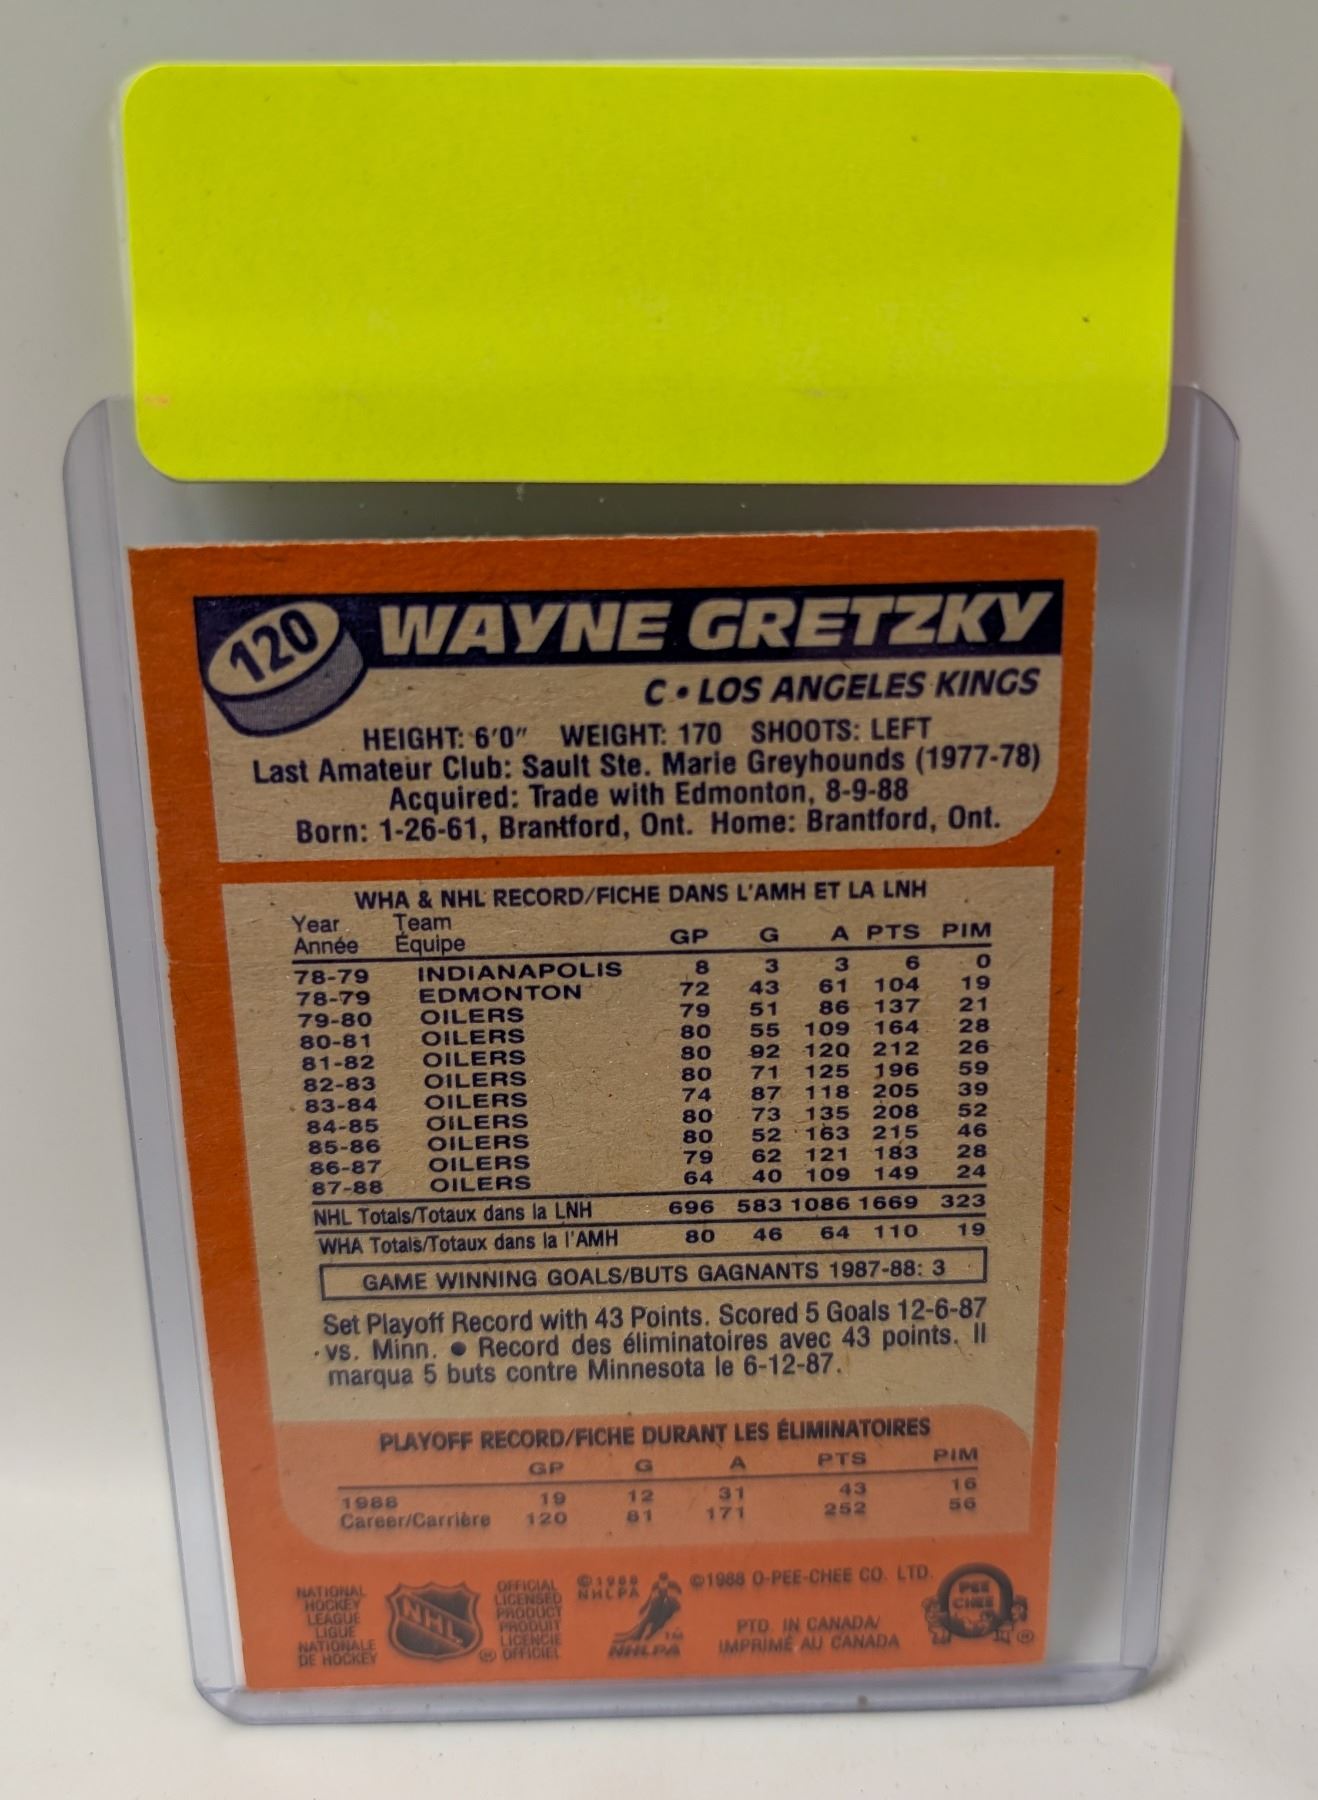 120 WAYNE GRETZKY
C • LOS ANGELES KINGS
HEIGHT: 6'0" WEIGHT: 170 SHOOTS: LEFT
Last Amateur Club: Sault Ste. Marie Greyhounds (1977-78)
Acquired: Trade with Edmonton, 8-9-88
Born: 1-26-61, Brantford, Ont. Home: Brantford, Ont.
WHA & NHL RECORD/FICHE DANS L'AMH ET LA LNH
Year Team
Année Équipe GP G A PTS PIM
78-79 INDIANAPOLIS 8 3 3 6 0
78-79 EDMONTON 72 43 61 104 19
79-80 OILERS 79 51 86 137 21
80-81 OILERS 80 55 109 164 28
81-82 OILERS 80 92 120 212 26
82-83 OILERS 80 71 125 196 59
83-84 OILERS 74 87 118 205 39
84-85 OILERS 80 73 135 208 52
85-86 OILERS 80 52 163 215 46
86-87 OILERS 79 62 121 183 28
87-88 OILERS 64 40 109 149 24
NHL Totals/Totaux dans la LNH 696 583 1086 1669 323
WHA Totals/Totaux dans la l'AMH 80 46 64 110 19
GAME WINNING GOALS/BUTS GAGNANTS 1987-88: 3
Set Playoff Record with 43 Points. Scored 5 Goals 12-6-87
vs. Minn. • Record des éliminatoires avec 43 points. Il
marqua 5 buts contre Minnesota le 6-12-87.
PLAYOFF RECORD/FICHE DURANT LES ÉLIMINATOIRES
GP G A PTS PIM
1988 19 12 31 43 16
Career/Carrière 120 81 171 252 56
NATIONAL
HOCKEY
LEAGUE
LIGUE
NATIONALE
DE HOCKEY
NHL
®
OFFICIAL
LICENSED
PRODUCT
PRODUIT
LICENCIE
OFFICIEL
©1988
NHLPA
TM
NHLPA
©1988 O-PEE-CHEE CO. LTD.
PTD. IN CANADA/
IMPRIMÉ AU CANADA
PEE
CHEE
®